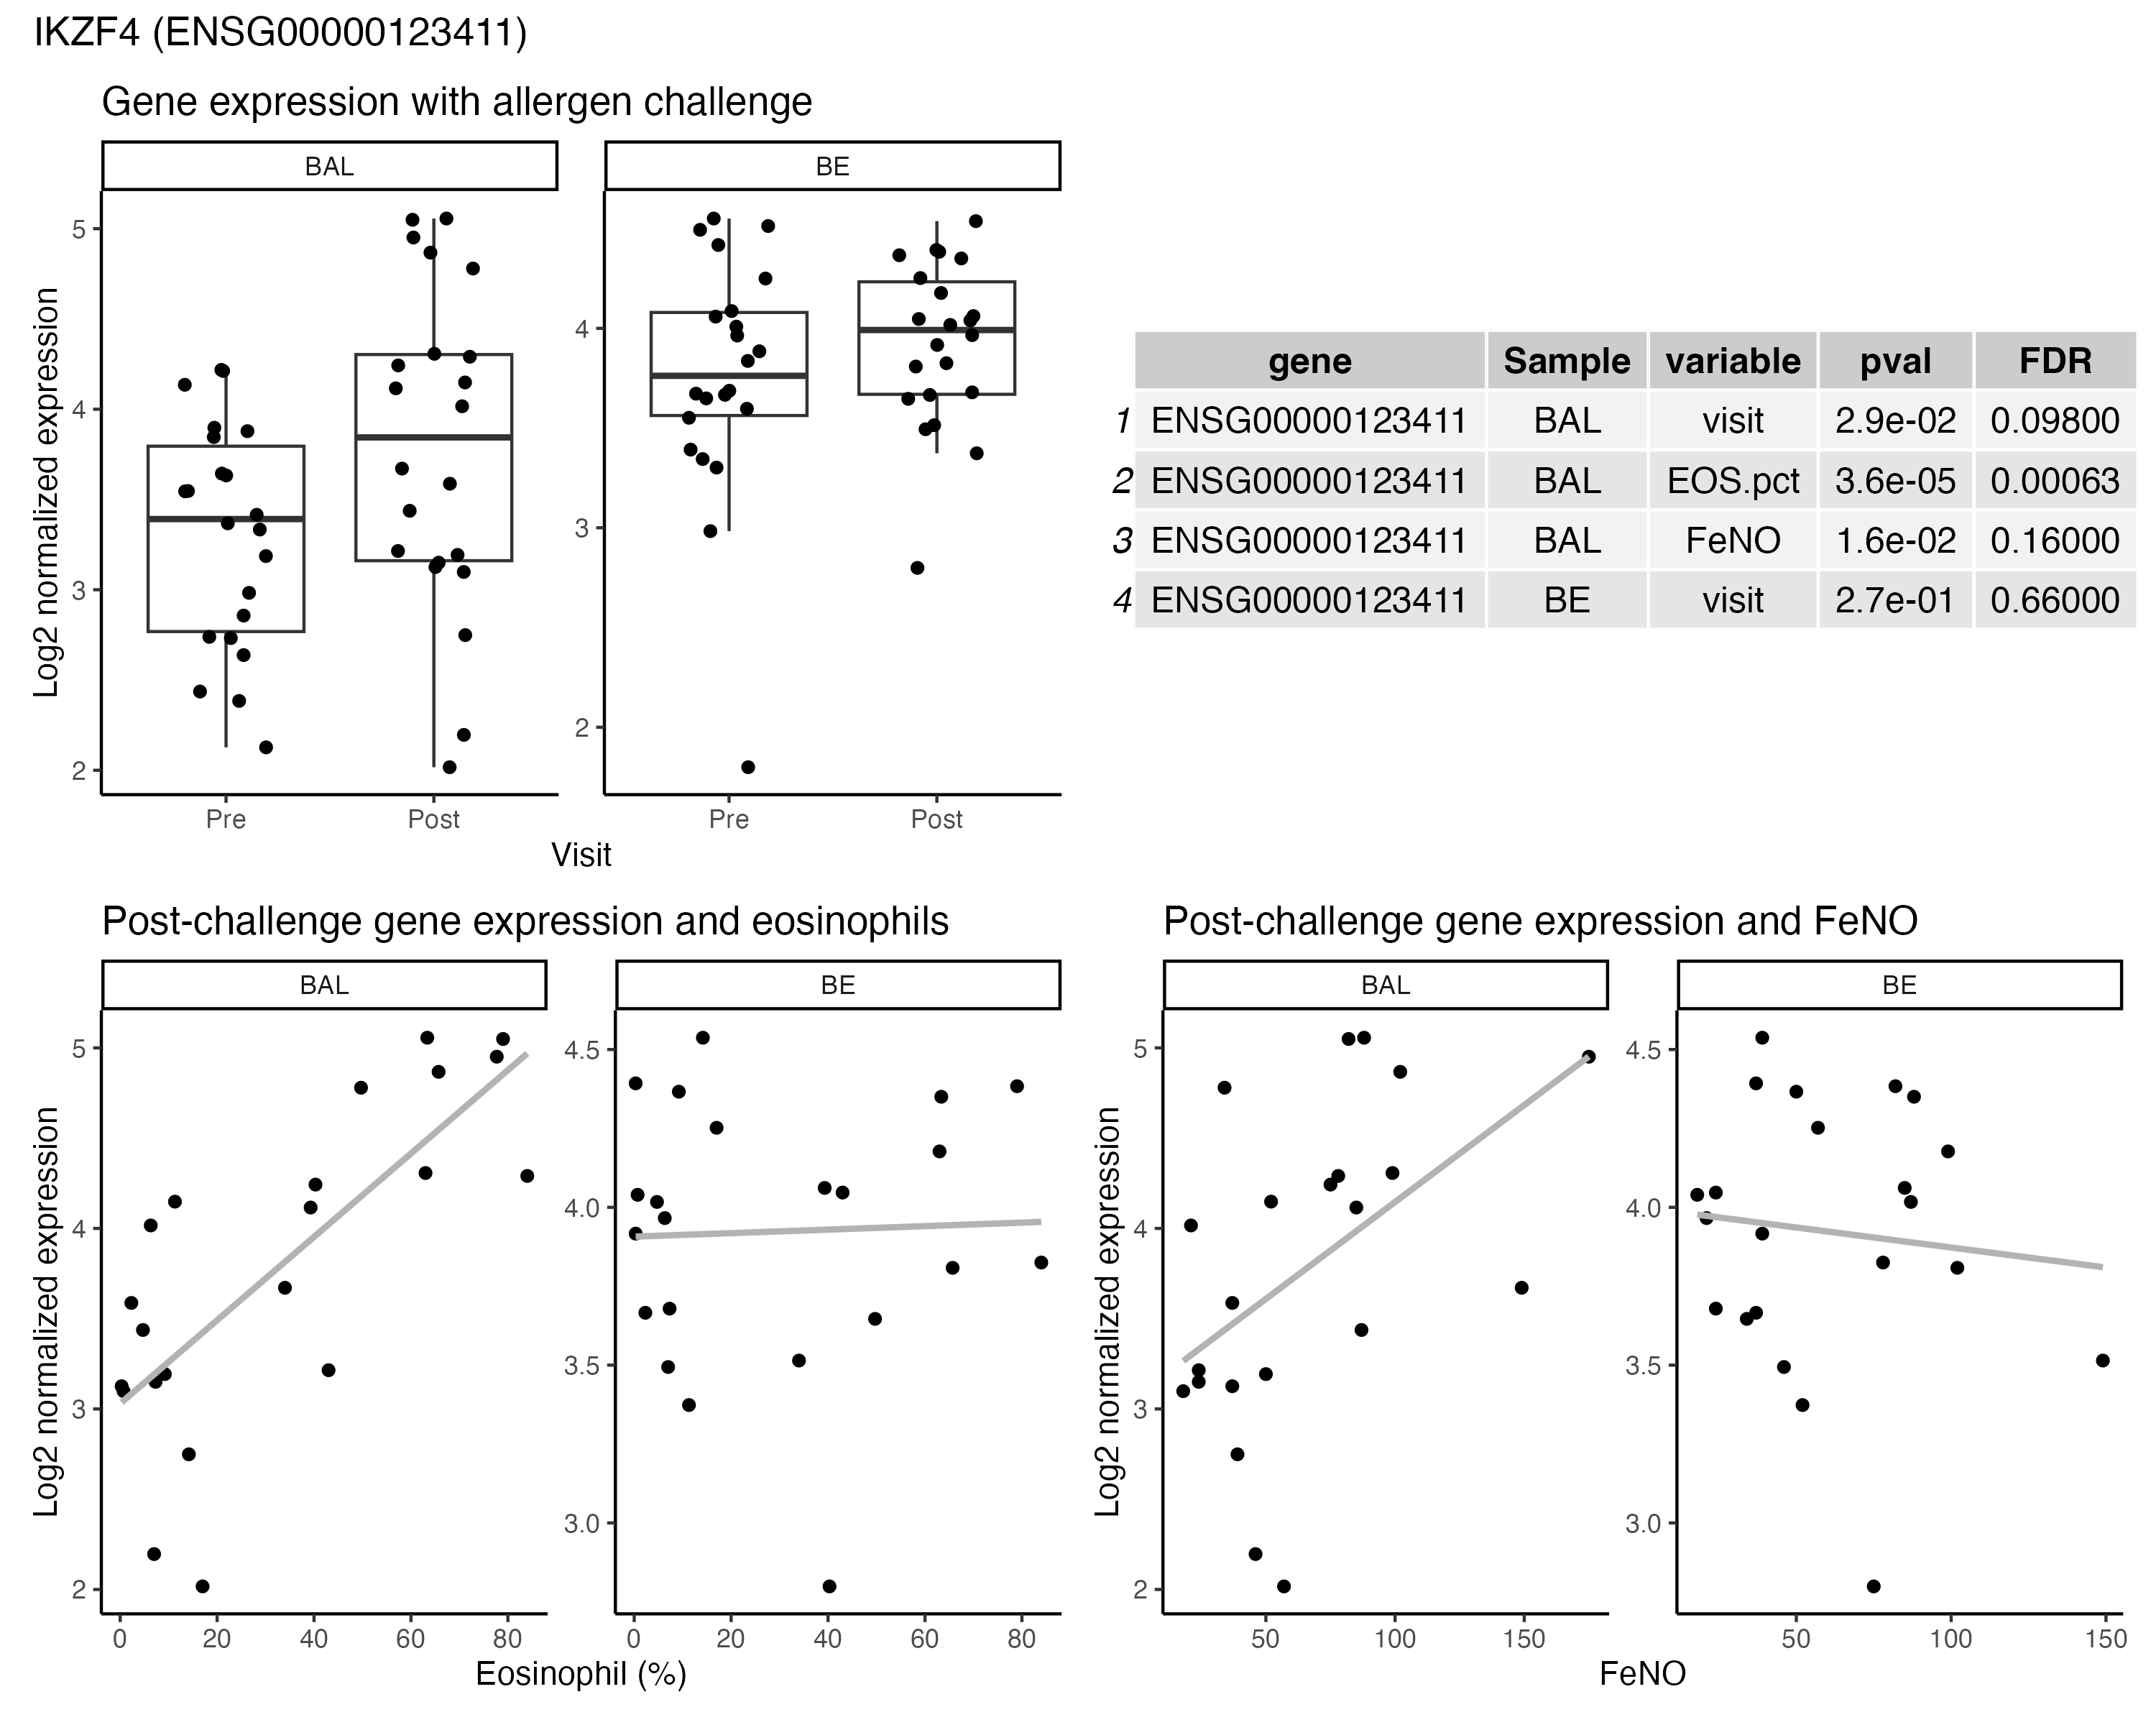 IKZF4 (ENSG00000123411)
Gene expression with allergen challenge
BAL BE
Log2 normalized expression
5
4
3
2
4
3
2
Pre Post Pre Post
Visit
gene Sample variable pval FDR
1 ENSG00000123411 BAL visit 2.9e-02 0.09800
2 ENSG00000123411 BAL EOS.pct 3.6e-05 0.00063
3 ENSG00000123411 BAL FeNO 1.6e-02 0.16000
4 ENSG00000123411 BE visit 2.7e-01 0.66000
Post-challenge gene expression and eosinophils
BAL BE
Log2 normalized expression
5
4
3
2
4.5
4.0
3.5
3.0
0 20 40 60 80 0 20 40 60 80
Eosinophil (%)
Post-challenge gene expression and FeNO
BAL BE
Log2 normalized expression
5
4
3
2
4.5
4.0
3.5
3.0
50 100 150 50 100 150
FeNO